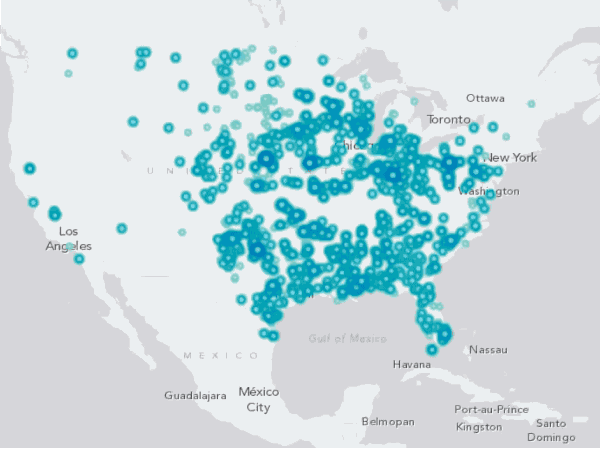 Ottawa
Toronto
Chicago
New York
UNITED STATES
Washington
Los
Angeles
Gulf of Mexico
MEXICO
Nassau
Havana
Guadalajara
México
City
Belmopan
Port-au-Prince
Kingston
Santo
Domingo